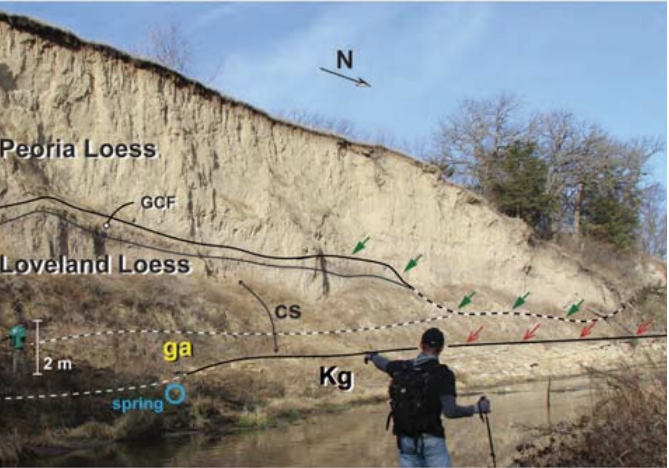 N
Peoria Loess
GCF
Loveland Loess
CS
ga
2 m
Kg
spring